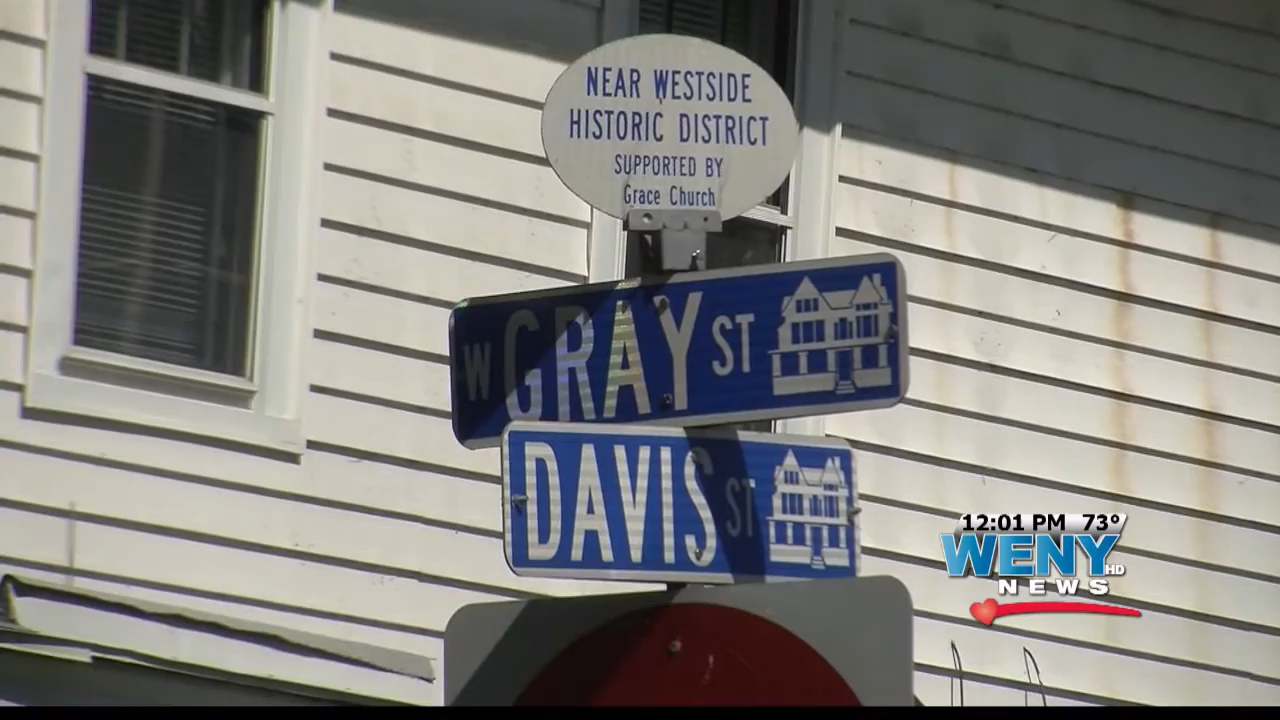 NEAR WESTSIDE
HISTORIC DISTRICT
SUPPORTED BY
Grace Church
W GRAY ST
DAVIS ST
12:01 PM 73°
WENY HD
NEWS